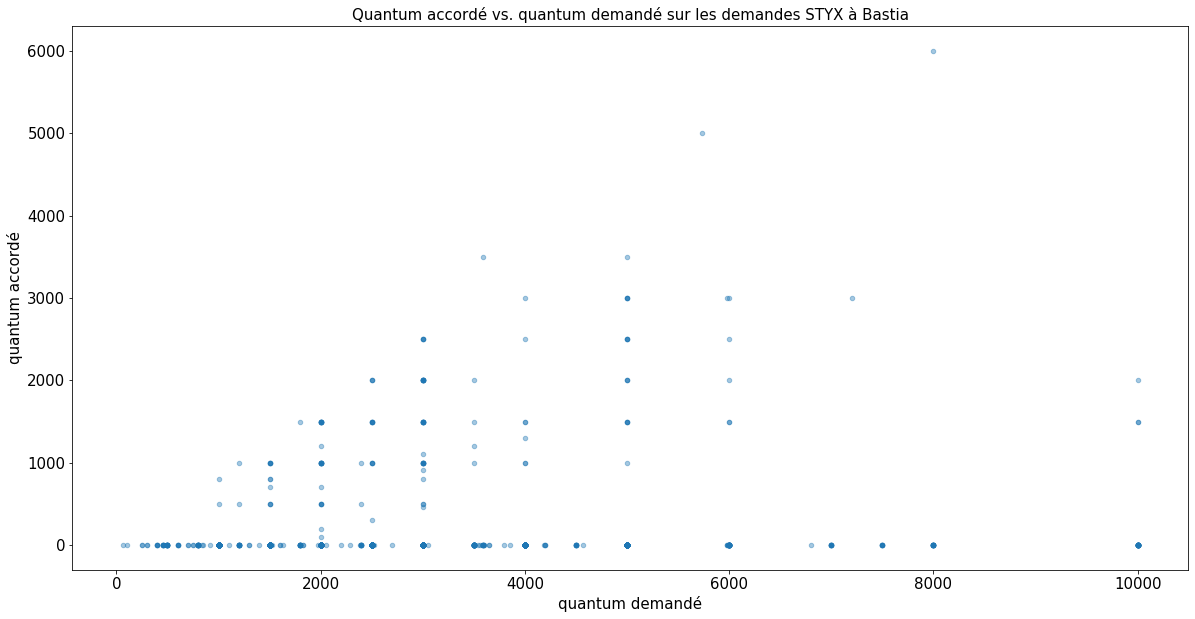 Quantum accordé vs. quantum demandé sur les demandes STYX à Bastia
6000
5000
4000
3000
2000
1000
0
quantum accordé
0 2000 4000 6000 8000 10000
quantum demandé